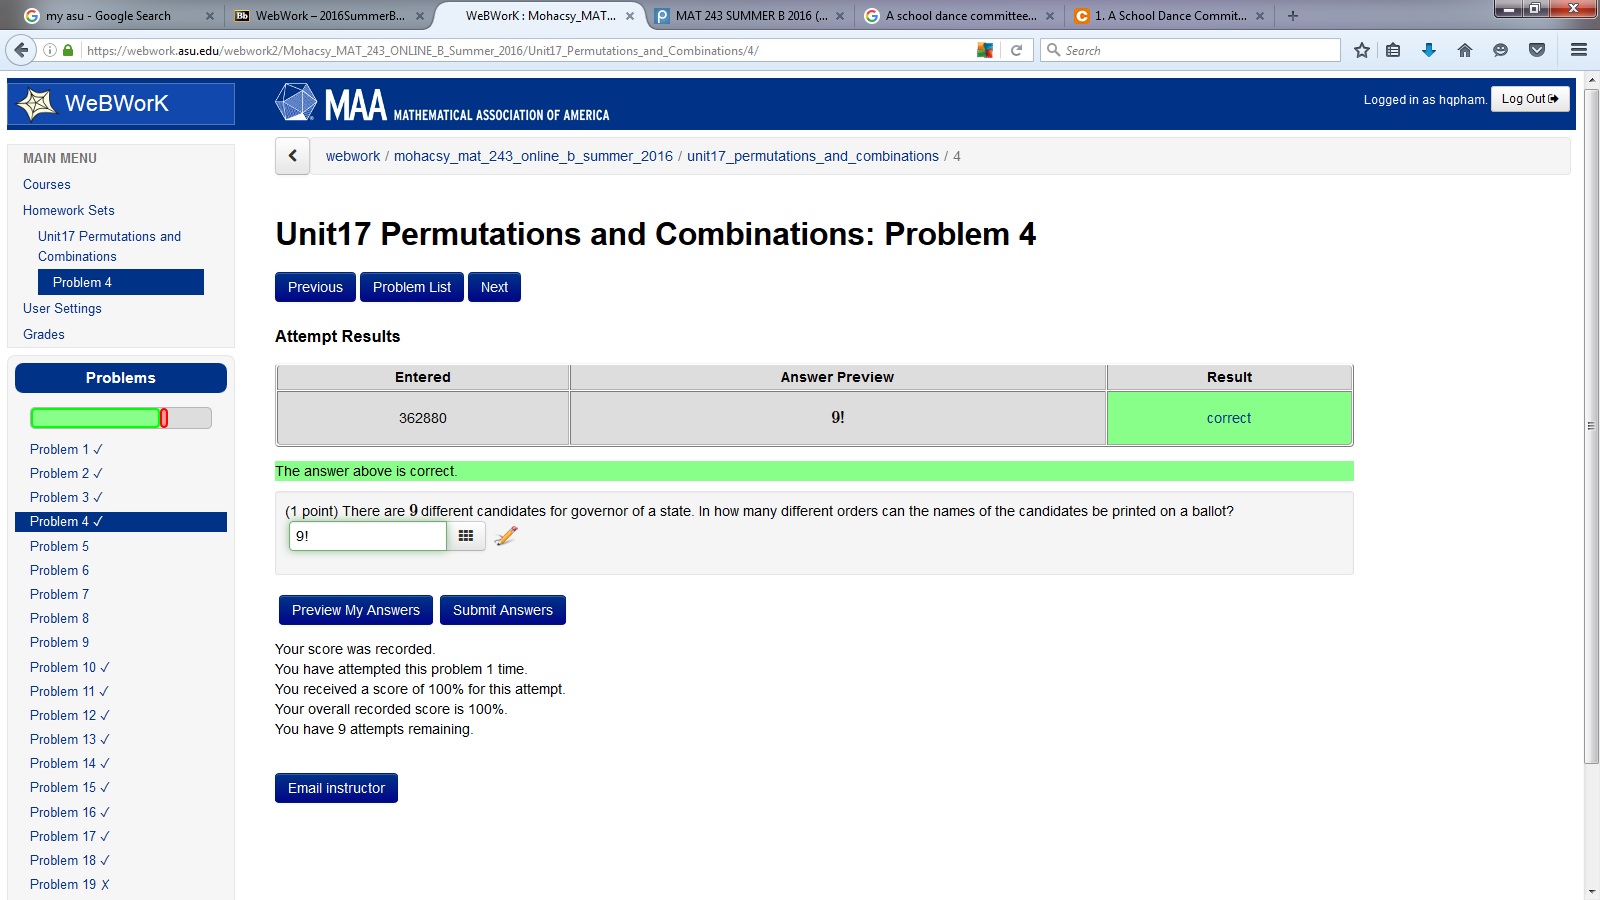 my asu - Google Search
WebWork – 2016SummerB...
WeBWorK : Mohacsy_MAT...
MAT 243 SUMMER B 2016 (...
A school dance committee...
1. A School Dance Commit...
https://webwork.asu.edu/webwork2/Mohacsy_MAT_243_ONLINE_B_Summer_2016/Unit17_Permutations_and_Combinations/4/
Search
WeBWorK
MAA MATHEMATICAL ASSOCIATION OF AMERICA
Logged in as hqpham.
Log Out
MAIN MENU
Courses
Homework Sets
Unit17 Permutations and
Combinations
Problem 4
User Settings
Grades
Problems
Problem 1 ✓
Problem 2 ✓
Problem 3 ✓
Problem 4 ✓
Problem 5
Problem 6
Problem 7
Problem 8
Problem 9
Problem 10 ✓
Problem 11 ✓
Problem 12 ✓
Problem 13 ✓
Problem 14 ✓
Problem 15 ✓
Problem 16 ✓
Problem 17 ✓
Problem 18 ✓
Problem 19 ✗
webwork / mohacsy_mat_243_online_b_summer_2016 / unit17_permutations_and_combinations / 4
Unit17 Permutations and Combinations: Problem 4
Previous Problem List Next
Attempt Results
Entered Answer Preview Result
362880 9! correct
The answer above is correct.
(1 point) There are 9 different candidates for governor of a state. In how many different orders can the names of the candidates be printed on a ballot?
9!
Preview My Answers Submit Answers
Your score was recorded.
You have attempted this problem 1 time.
You received a score of 100% for this attempt.
Your overall recorded score is 100%.
You have 9 attempts remaining.
Email instructor